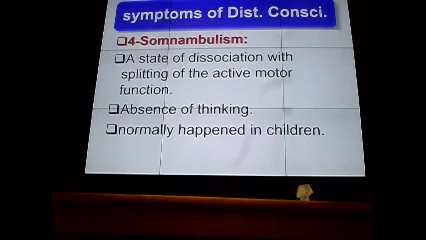 symptoms of Dist. Consci.
❑4-Somnambulism:
❑A state of dissociation with
splitting of the active motor
function.
❑Absence of thinking.
❑normally happened in children.